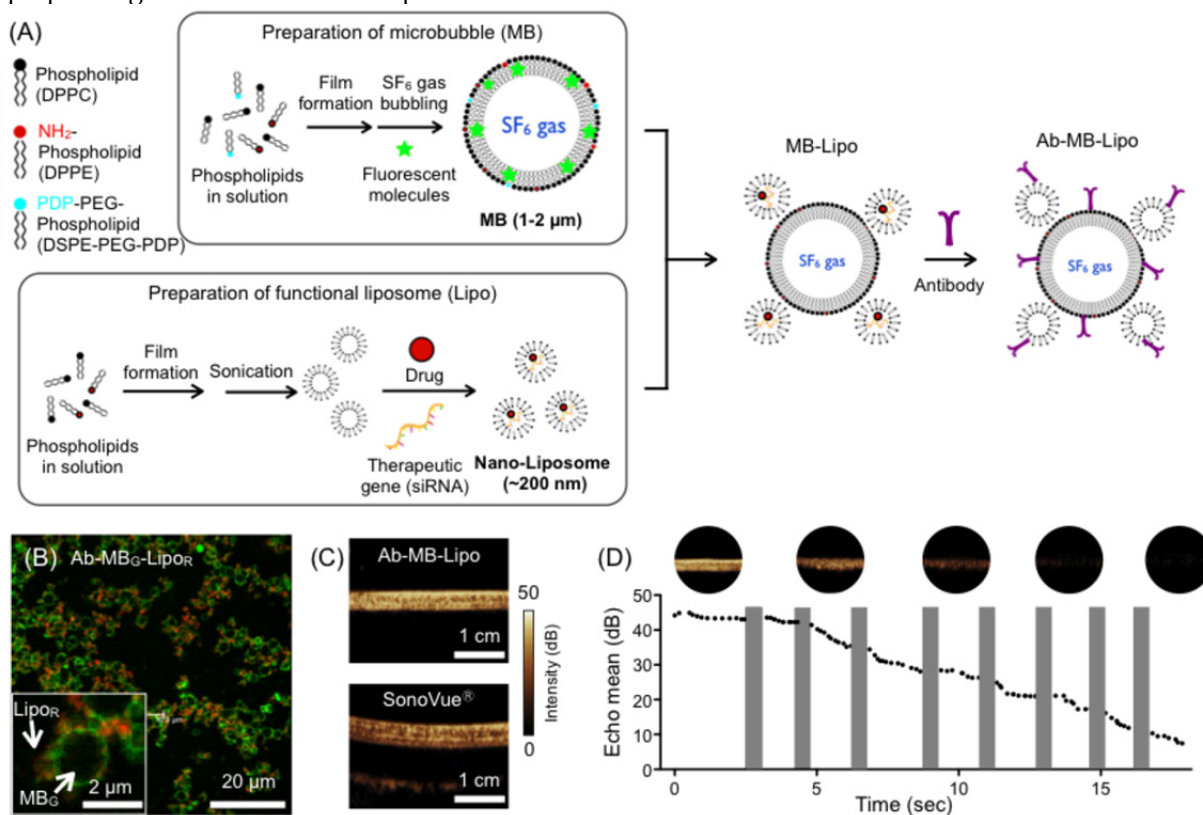 (A)
Phospholipid
(DPPC)
NH₂-
Phospholipid
(DPPE)
PDP-PEG-
Phospholipid
(DSPE-PEG-PDP)
Preparation of microbubble (MB)
Phospholipids
in solution
Film
formation
SF₆ gas
bubbling
Fluorescent
molecules
SF₆ gas
MB (1-2 μm)
Preparation of functional liposome (Lipo)
Phospholipids
in solution
Film
formation
Sonication
Drug
Therapeutic
gene (siRNA)
Nano-Liposome
(~200 nm)
MB-Lipo
SF₆ gas
Antibody
Ab-MB-Lipo
SF₆ gas
(B)
Ab-MBG-LipoR
LipoR
MBG
2 μm
20 μm
(C)
Ab-MB-Lipo
1 cm
SonoVue®
1 cm
50
Intensity (dB)
0
(D)
Echo mean (dB)
50
40
30
20
10
0
0
5
10
15
Time (sec)